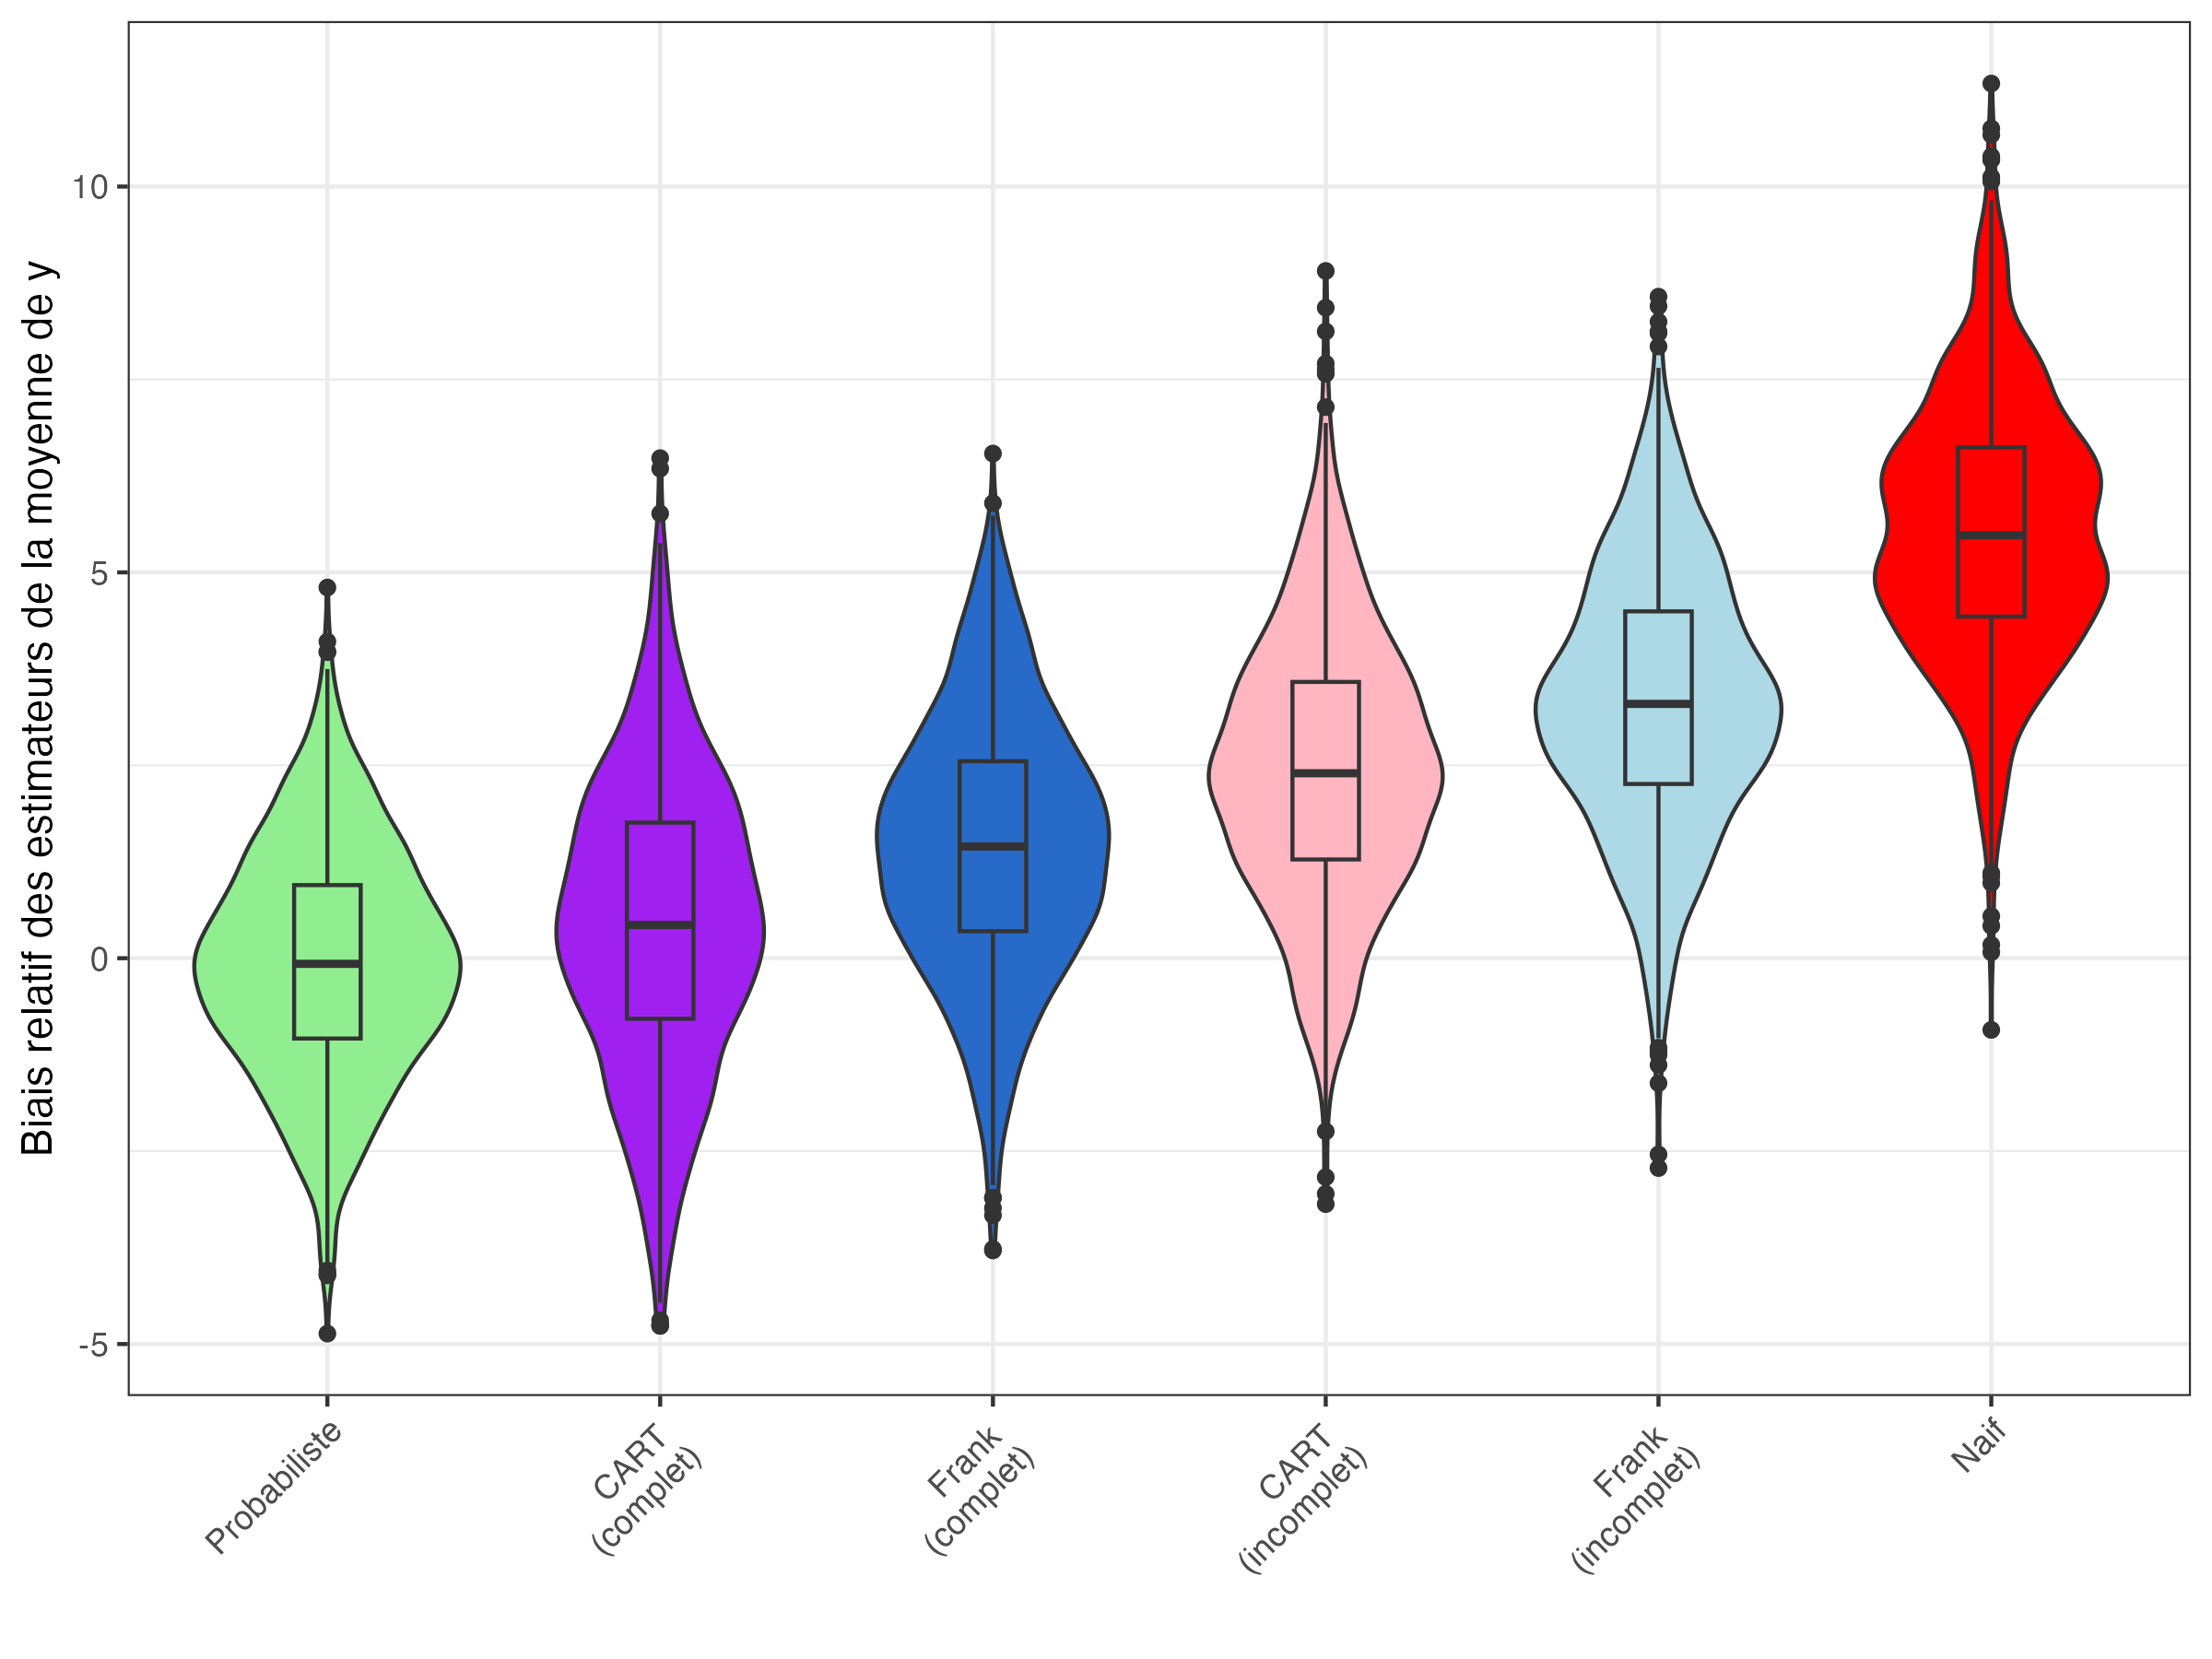 Biais relatif des estimateurs de la moyenne de y
10
5
0
-5
Probabiliste
CART
(complet)
Frank
(complet)
CART
(incomplet)
Frank
(incomplet)
Naif